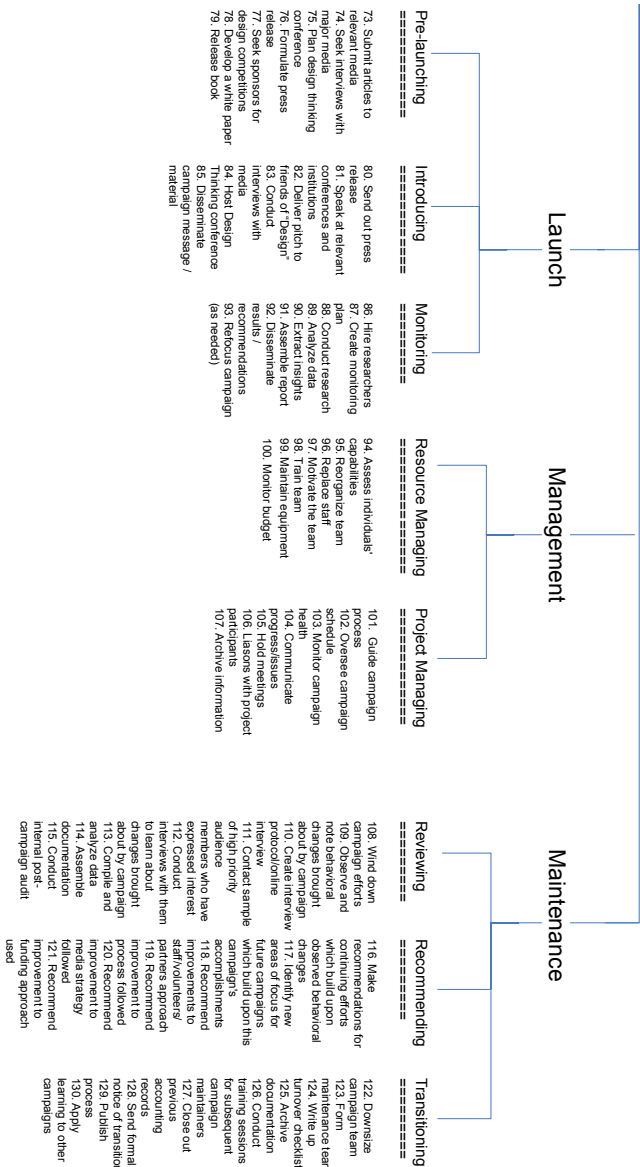 Launch
Pre-launching
============
73. Submit articles to
relevant media
74. Seek interviews with
major media
75. Plan design thinking
conference
76. Formulate press
release
77. Seek sponsors for
design competitions
78. Develop a white paper
79. Release book
Introducing
============
80. Send out press
release
81. Speak at relevant
conferences and
institutions
82. Deliver pitch to
friends of "Design"
83. Conduct
interviews with
media
84. Host Design
Thinking conference
85. Disseminate
campaign message /
material
Monitoring
=========
86. Hire researchers
87. Create monitoring
plan
88. Conduct research
89. Analyze data
90. Extract insights
91. Assemble report
92. Disseminate
results /
recommendations
93. Refocus campaign
(as needed)
Management
Resource Managing
================
94. Assess individuals'
capabilities
95. Reorganize team
96. Replace staff
97. Motivate the team
98. Train team
99. Maintain equipment
100. Monitor budget
Project Managing
==============
101. Guide campaign
process
102. Oversee campaign
schedule
103. Monitor campaign
health
104. Communicate
progress/issues
105. Hold meetings
106. Liasons with project
participants
107. Archive information
Maintenance
Reviewing
========
108. Wind down
campaign efforts
109. Observe and
note behavioral
changes brought
about by campaign
110. Create interview
protocol/online
interview
111. Contact sample
of high priority
audience
members who have
expressed interest
112. Conduct
interviews with them
to learn about
changes brought
about by campaign
113. Compile and
analyze data
114. Assemble
documentation
115. Conduct
internal post-
campaign audit
Recommending
=============
116. Make
recommendations for
continuing efforts
which build upon
observed behavioral
changes
117. Identify new
areas of focus for
future campaigns
which build upon this
campaign's
accomplishments
118. Recommend
improvements to
staff/volunteers/
partners approach
119. Recommend
improvement to
process followed
120. Recommend
improvement to
media strategy
followed
121. Recommend
improvement to
funding approach
used
Transitioning
==========
122. Downsize
campaign team
123. Form
maintenance team
124. Write up
turnover checklist
125. Archive
documentation
126. Conduct
training sessions
for subsequent
campaign
maintainers
127. Close out
previous
accounting
records
128. Send formal
notice of transition
129. Publish
process
130. Apply
learning to other
campaigns